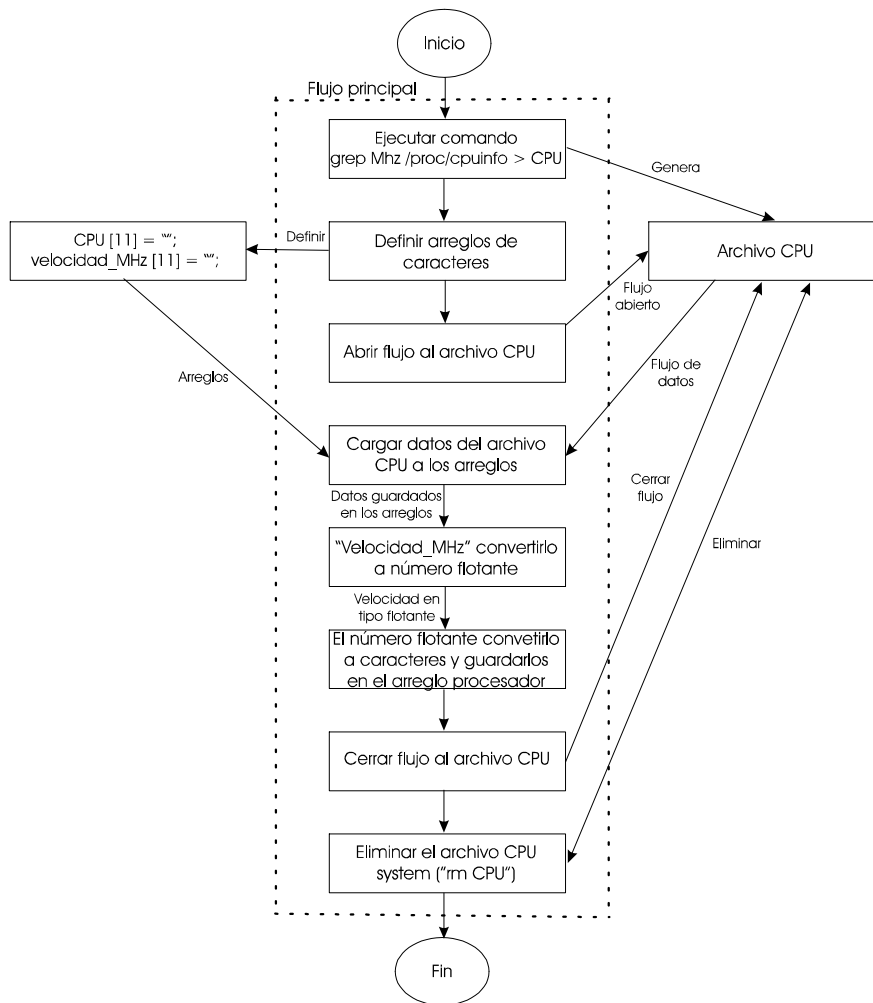 Inicio
Flujo principal
Ejecutar comando
grep Mhz /proc/cpuinfo > CPU
Genera
CPU [11] = “”;
velocidad_MHz [11] = “”;
Definir
Definir arreglos de
caracteres
Archivo CPU
Flujo
abierto
Abrir flujo al archivo CPU
Arreglos
Flujo de
datos
Cargar datos del archivo
CPU a los arreglos
Datos guardados
en los arreglos
Cerrar
flujo
“Velocidad_MHz” convertirlo
a número flotante
Eliminar
Velocidad en
tipo flotante
El número flotante convetirlo
a caracteres y guardarlos
en el arreglo procesador
Cerrar flujo al archivo CPU
Eliminar el archivo CPU
system (“rm CPU”)
Fin